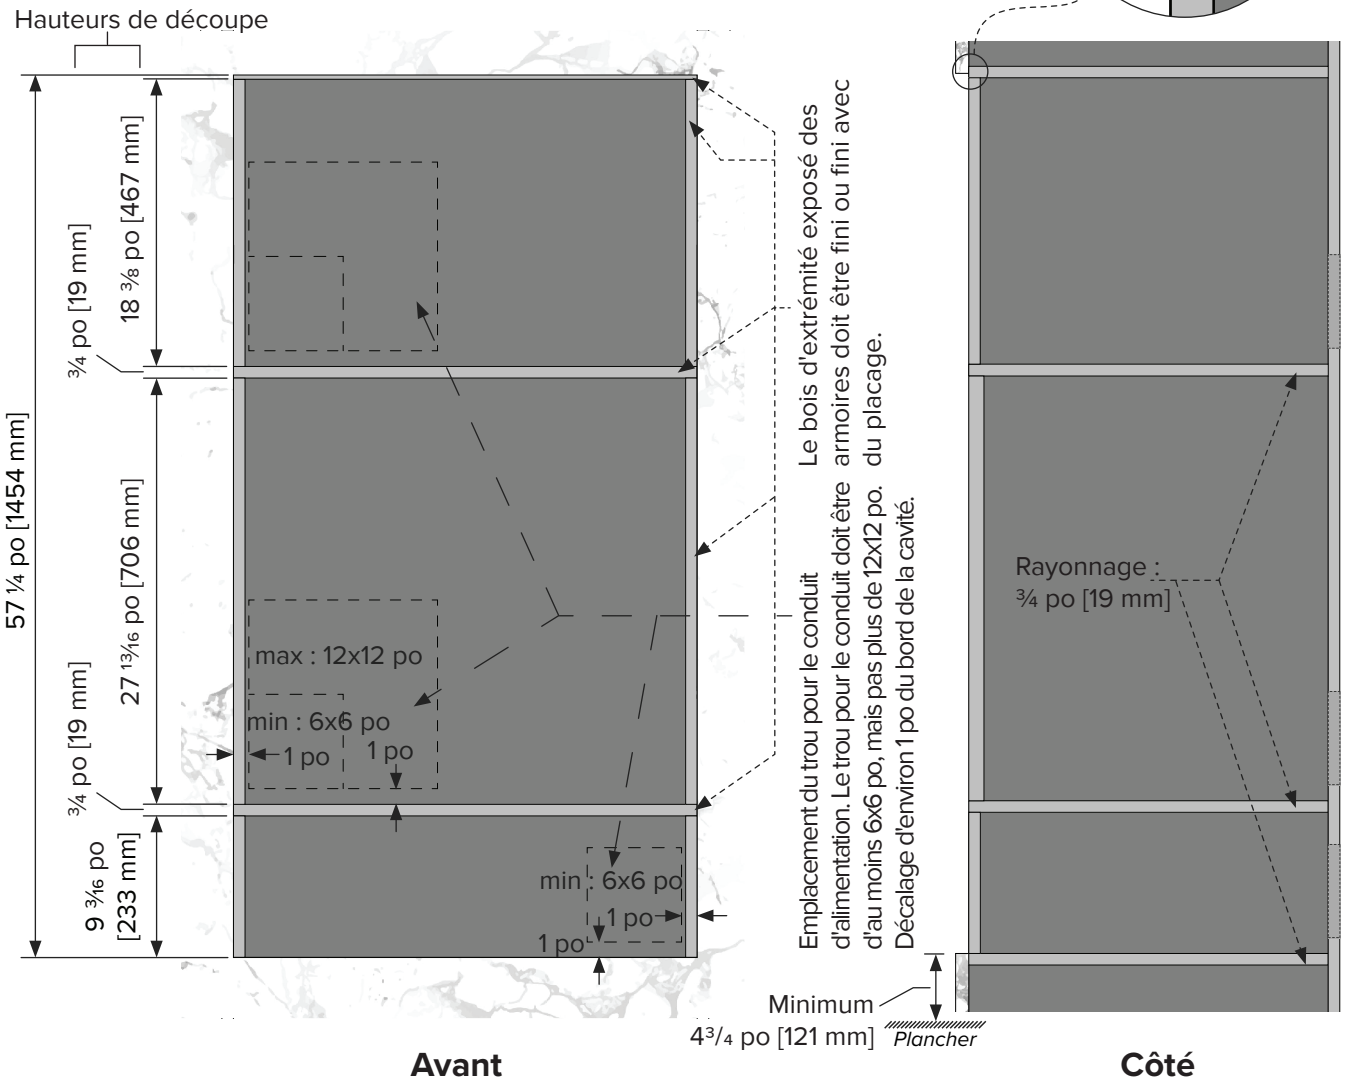 Hauteurs de découpe
57 ¼ po [1454 mm]
18 ⅜ po [467 mm]
¾ po [19 mm]
27 ¹³⁄₁₆ po [706 mm]
¾ po [19 mm]
9 ³⁄₁₆ po
[233 mm]
max : 12x12 po
min : 6x6 po
1 po
1 po
min : 6x6 po
1 po
1 po
Le bois d'extrémité exposé des
armoires doit être fini ou fini avec
du placage.
Emplacement du trou pour le conduit
d'alimentation. Le trou pour le conduit doit être
d'au moins 6x6 po, mais pas plus de 12x12 po.
Décalage d'environ 1 po du bord de la cavité.
Rayonnage :
¾ po [19 mm]
Minimum
4³/₄ po [121 mm]
Plancher
Avant
Côté